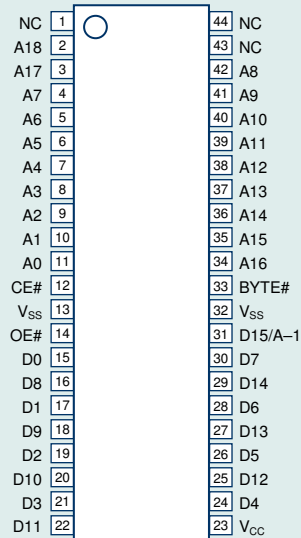 NC 1 44 NC
A18 2 43 NC
A17 3 42 A8
A7 4 41 A9
A6 5 40 A10
A5 6 39 A11
A4 7 38 A12
A3 8 37 A13
A2 9 36 A14
A1 10 35 A15
A0 11 34 A16
CE# 12 33 BYTE#
VSS 13 32 VSS
OE# 14 31 D15/A–1
D0 15 30 D7
D8 16 29 D14
D1 17 28 D6
D9 18 27 D13
D2 19 26 D5
D10 20 25 D12
D3 21 24 D4
D11 22 23 VCC